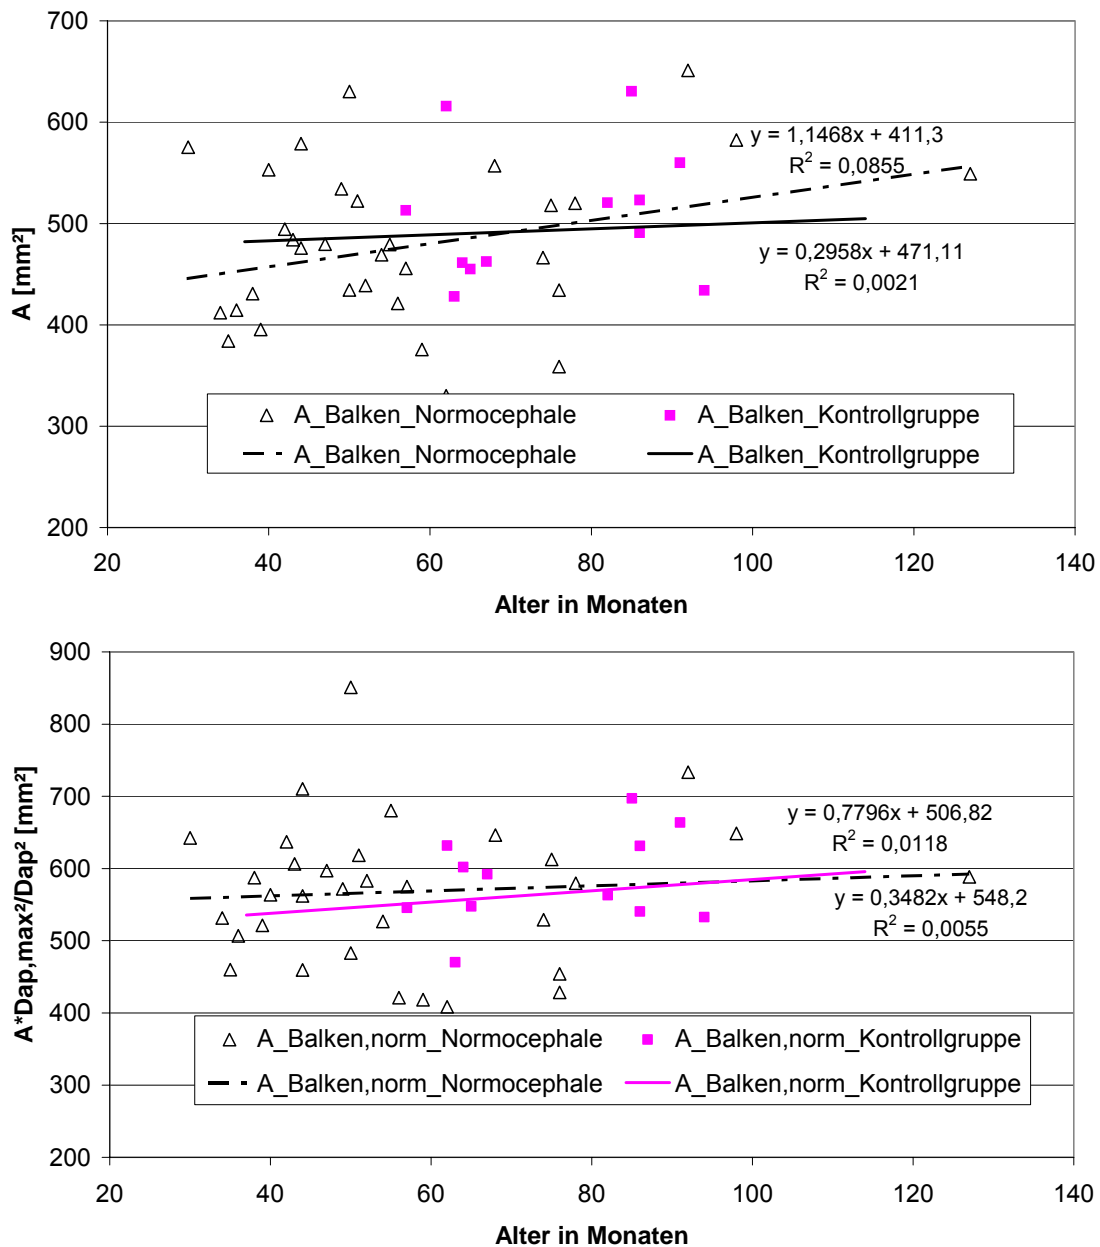 700
600
500
400
300
200
A [mm²]
y = 1,1468x + 411,3
R² = 0,0855
y = 0,2958x + 471,11
R² = 0,0021
A_Balken_Normocephale A_Balken_Kontrollgruppe
A_Balken_Normocephale A_Balken_Kontrollgruppe
20 40 60 80 100 120 140
Alter in Monaten
900
800
700
600
500
400
300
200
A*Dap,max²/Dap² [mm²]
y = 0,7796x + 506,82
R² = 0,0118
y = 0,3482x + 548,2
R² = 0,0055
A_Balken,norm_Normocephale A_Balken,norm_Kontrollgruppe
A_Balken,norm_Normocephale A_Balken,norm_Kontrollgruppe
20 40 60 80 100 120 140
Alter in Monaten